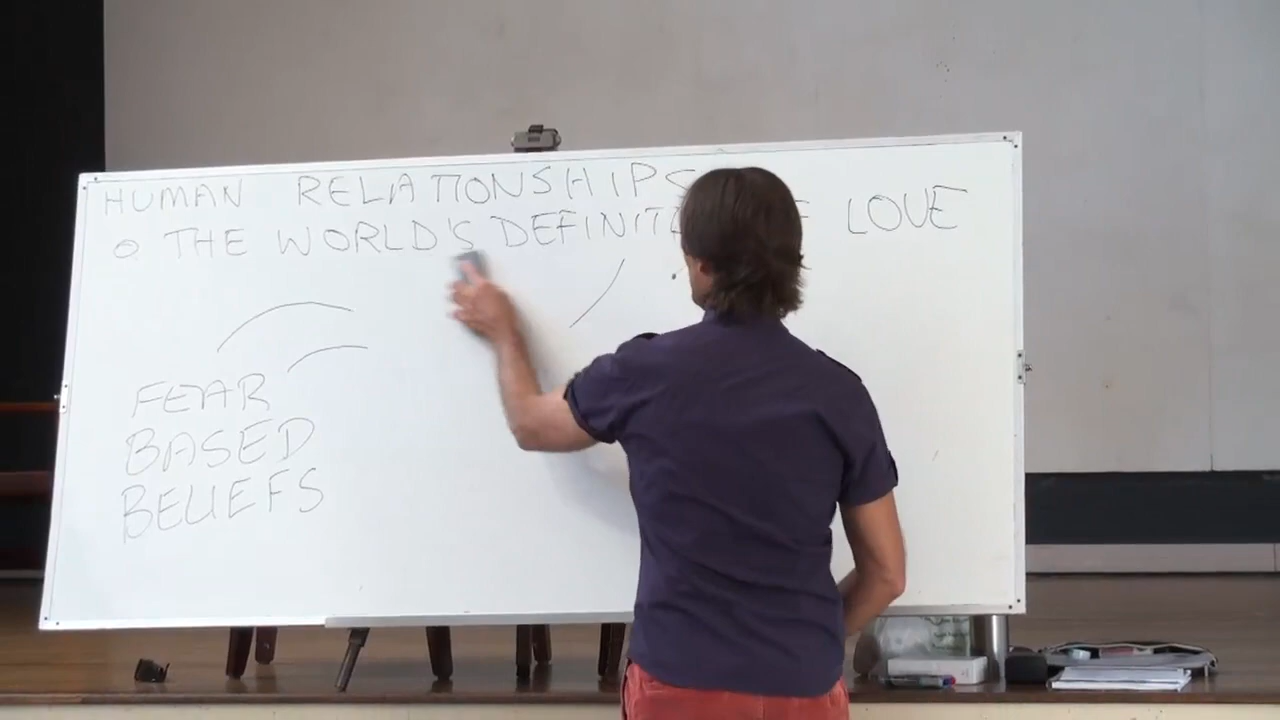 HUMAN RELATIONSHIPS
THE WORLD'S DEFINIT LOVE
FEAR
BASED
BELIEFS